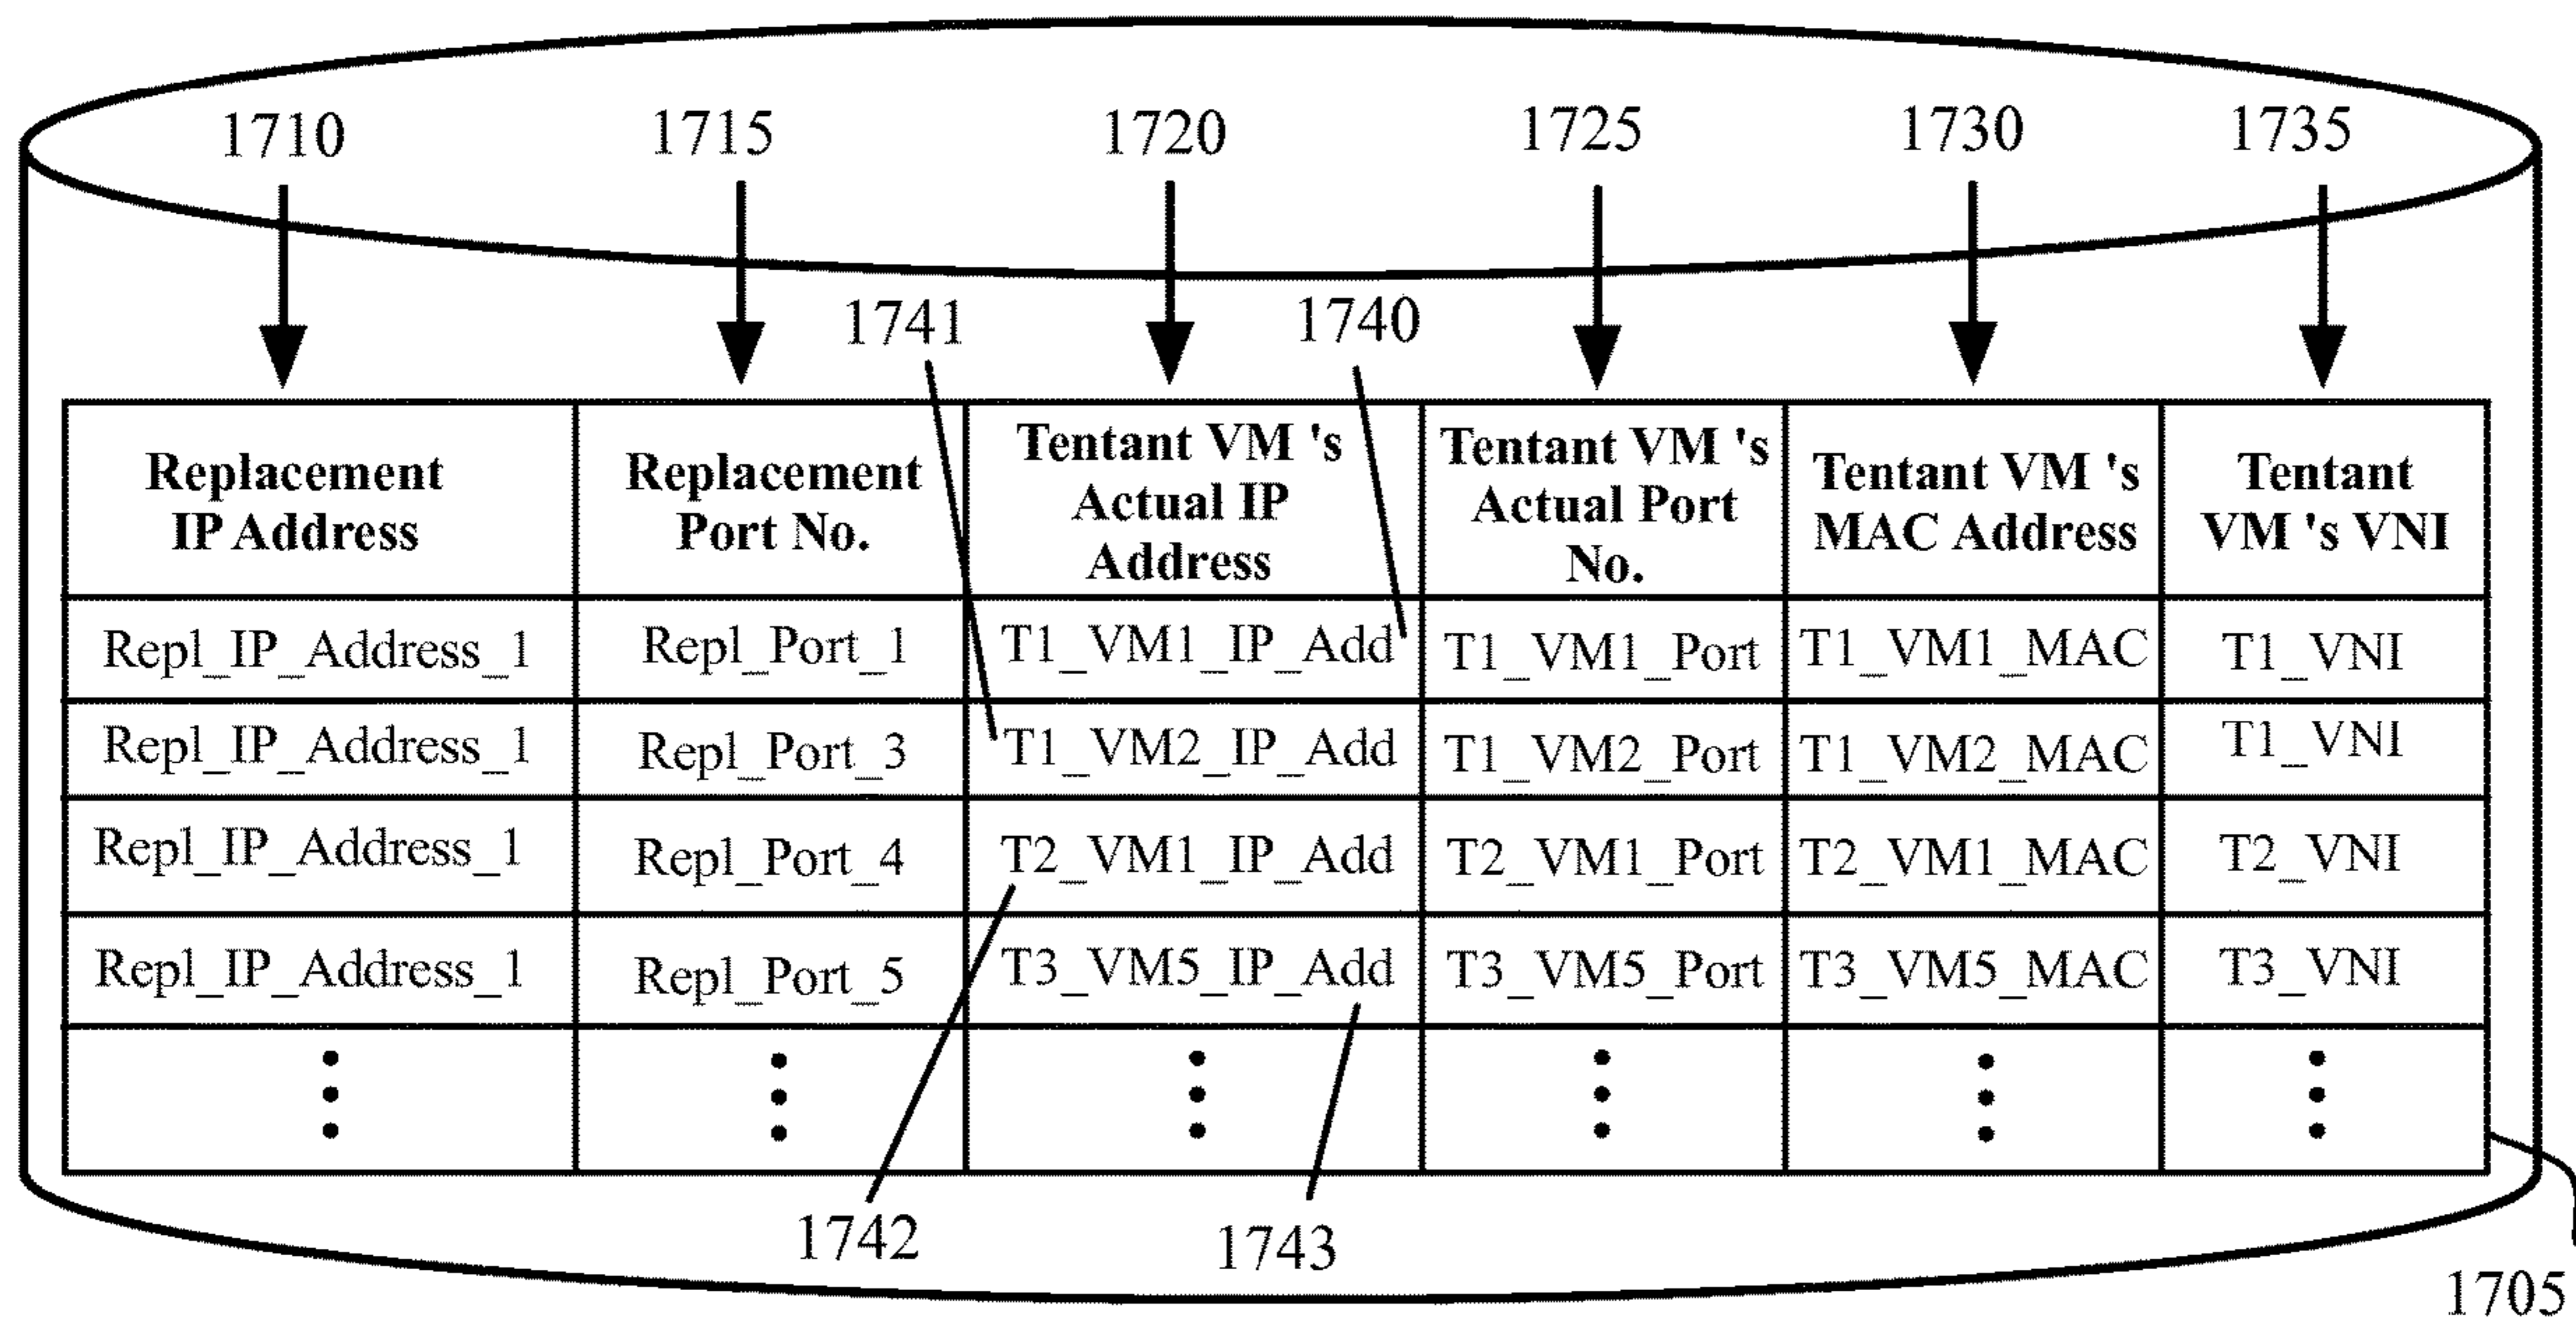 1710 1715 1720 1725 1730 1735
1741 1740
Replacement IP Address
Replacement Port No.
Tentant VM 's Actual IP Address
Tentant VM 's Actual Port No.
Tentant VM 's MAC Address
Tentant VM 's VNI
Repl_IP_Address_1 Repl_Port_1 T1_VM1_IP_Add T1_VM1_Port T1_VM1_MAC T1_VNI
Repl_IP_Address_1 Repl_Port_3 T1_VM2_IP_Add T1_VM2_Port T1_VM2_MAC T1_VNI
Repl_IP_Address_1 Repl_Port_4 T2_VM1_IP_Add T2_VM1_Port T2_VM1_MAC T2_VNI
Repl_IP_Address_1 Repl_Port_5 T3_VM5_IP_Add T3_VM5_Port T3_VM5_MAC T3_VNI
1742 1743
1705